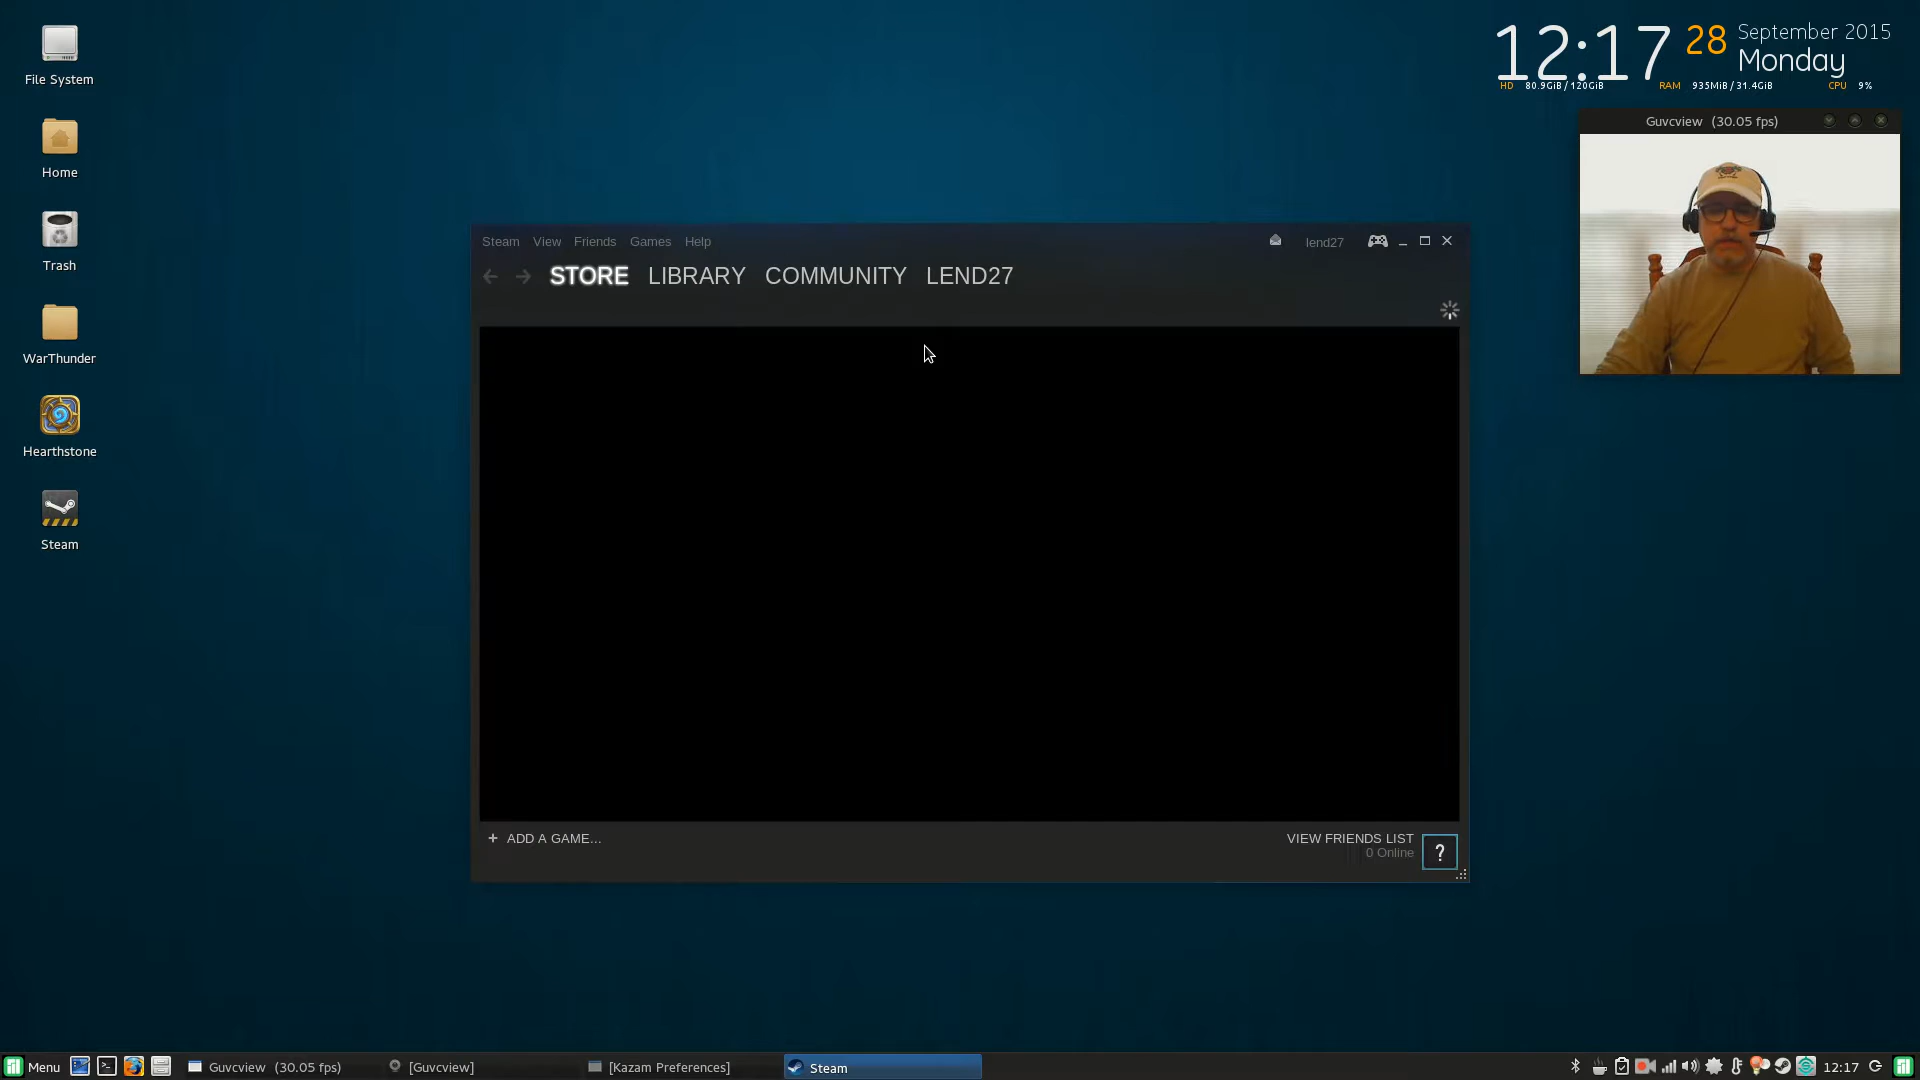 File System
Home
Trash
WarThunder
Hearthstone
Steam
12:17 28 September 2015
Monday
HD 80.9GiB / 120GiB RAM 935MiB / 31.4GiB CPU 9%
Guvcview (30.05 fps)
Steam View Friends Games Help lend27
STORE LIBRARY COMMUNITY LEND27
+ ADD A GAME...
VIEW FRIENDS LIST
0 Online
?
Menu Guvcview (30.05 fps) [Guvcview] [Kazam Preferences] Steam 12:17